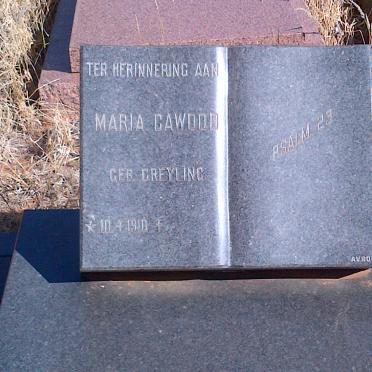 TER HERINNERING AAN
MARIA CAWOOD
GEB. GREYLING
☆ 10.4.1910 †
PSALM 23